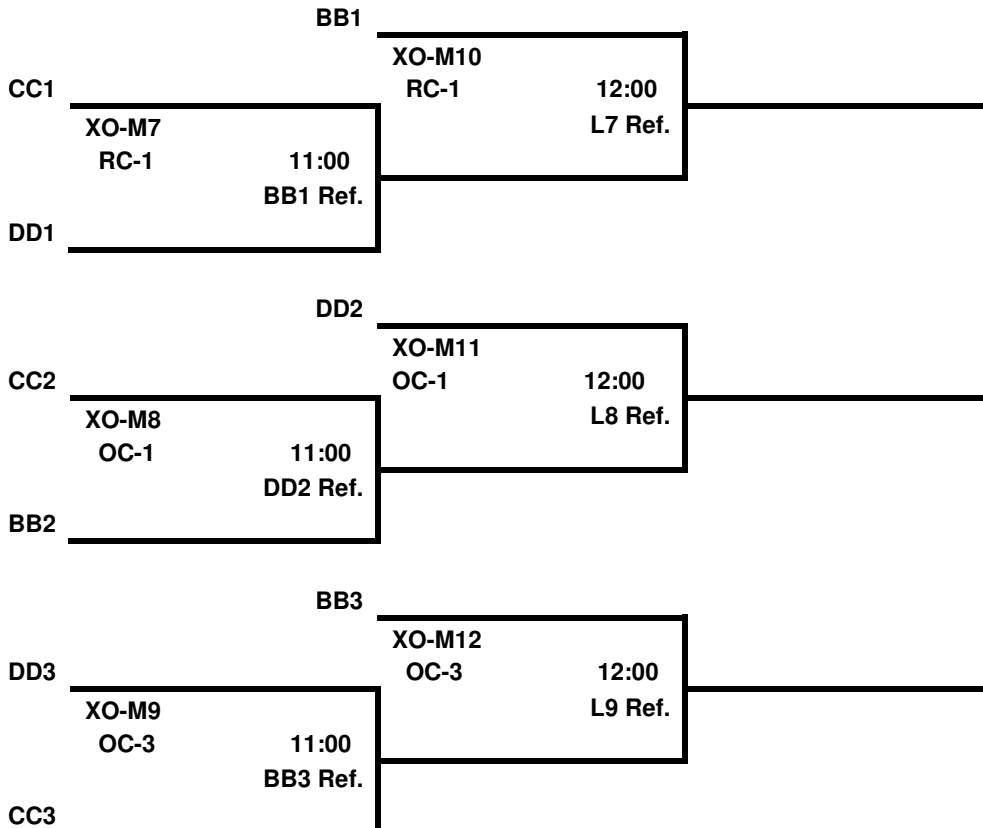 BB1
XO-M10
CC1
RC-1 12:00
XO-M7
L7 Ref.
RC-1 11:00
BB1 Ref.
DD1
DD2
XO-M11
CC2
OC-1 12:00
XO-M8
L8 Ref.
OC-1 11:00
DD2 Ref.
BB2
BB3
XO-M12
DD3
OC-3 12:00
XO-M9
L9 Ref.
OC-3 11:00
BB3 Ref.
CC3